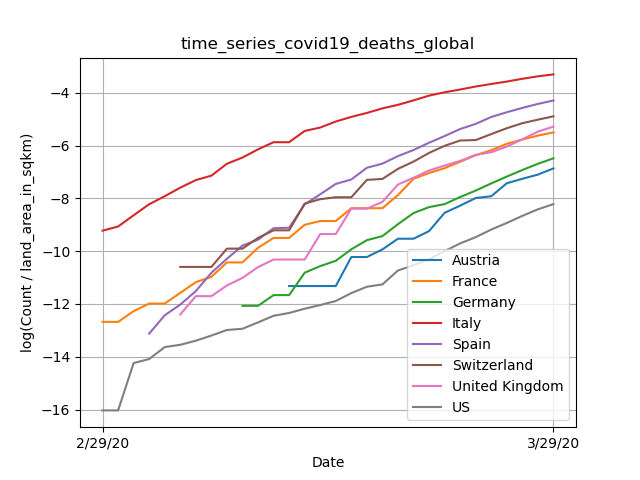 time_series_covid19_deaths_global
log(Count / land_area_in_sqkm)
−4
−6
−8
−10
−12
−14
−16
Austria
France
Germany
Italy
Spain
Switzerland
United Kingdom
US
2/29/20
3/29/20
Date